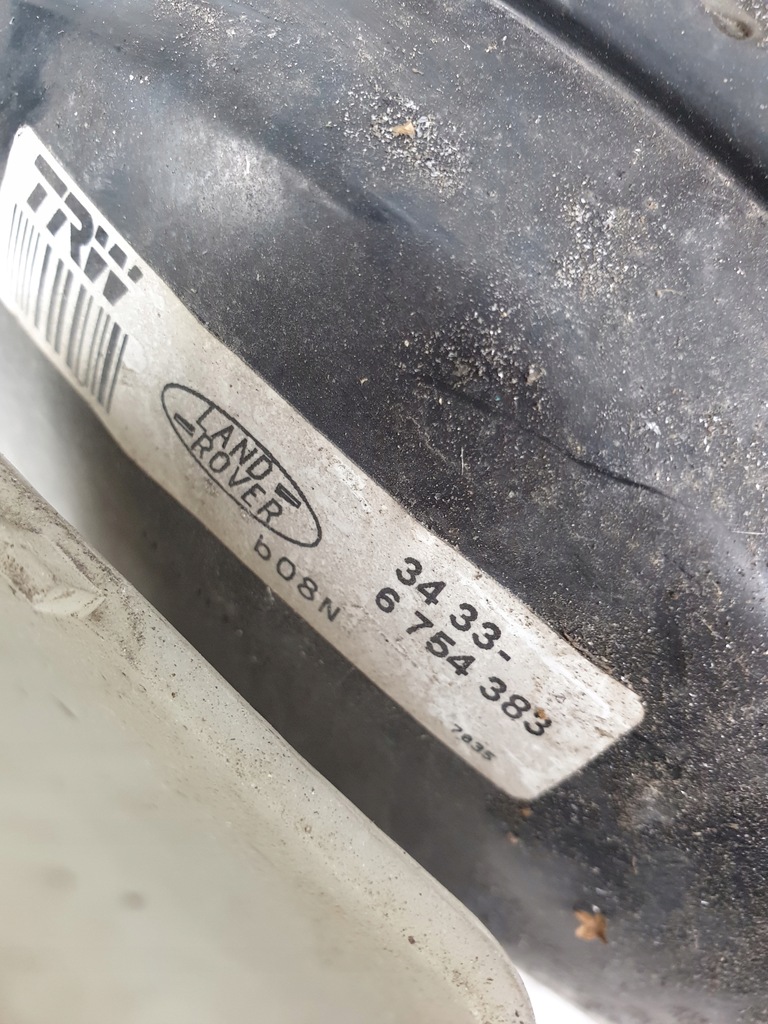 TRW
LAND
ROVER
b08N
34 33-
6 754 383
7835